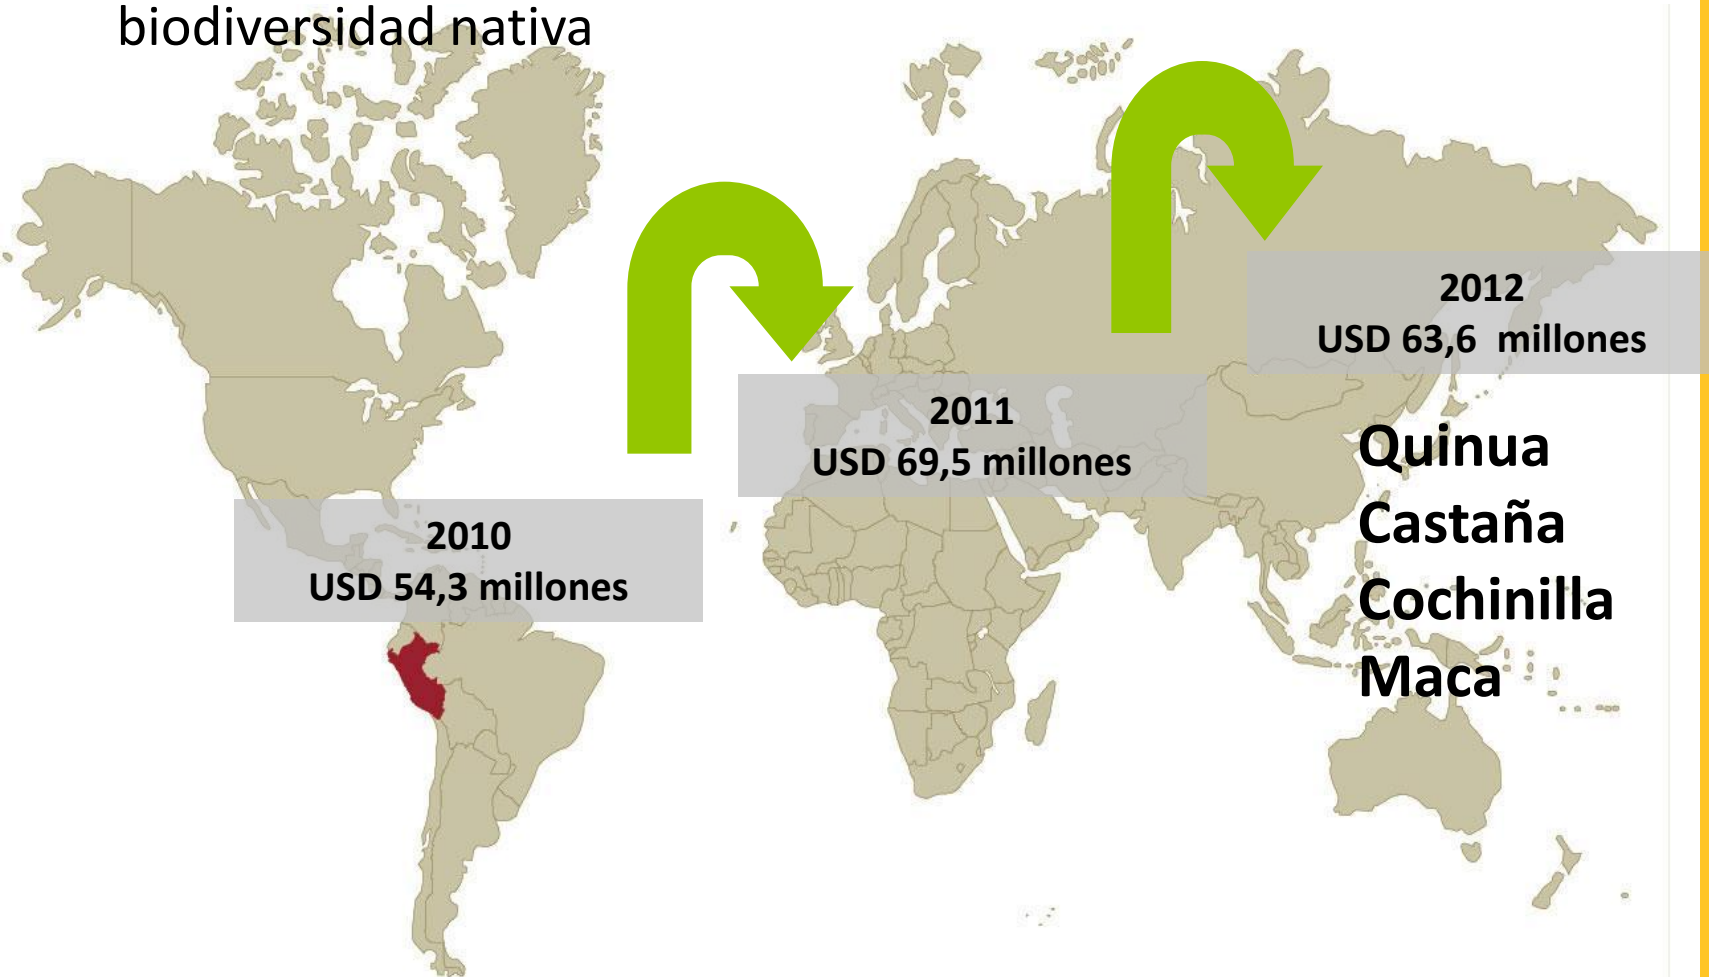 biodiversidad nativa
2012
USD 63,6 millones
2011
USD 69,5 millones
2010
USD 54,3 millones
Quinua
Castaña
Cochinilla
Maca